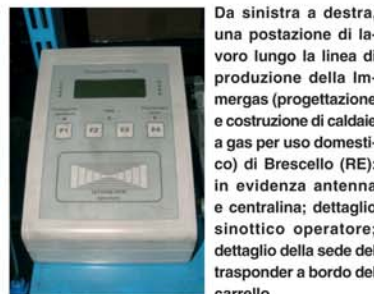 F1
F2
F3
F4
Da sinistra a destra,
una postazione di la-
voro lungo la linea di
produzione della Im-
mergas (progettazione
e costruzione di caldaie
a gas per uso domesti-
co) di Brescello (RE):
in evidenza antenna
e centralina; dettaglio
sinottico operatore;
dettaglio della sede del
trasponder a bordo del
carrello